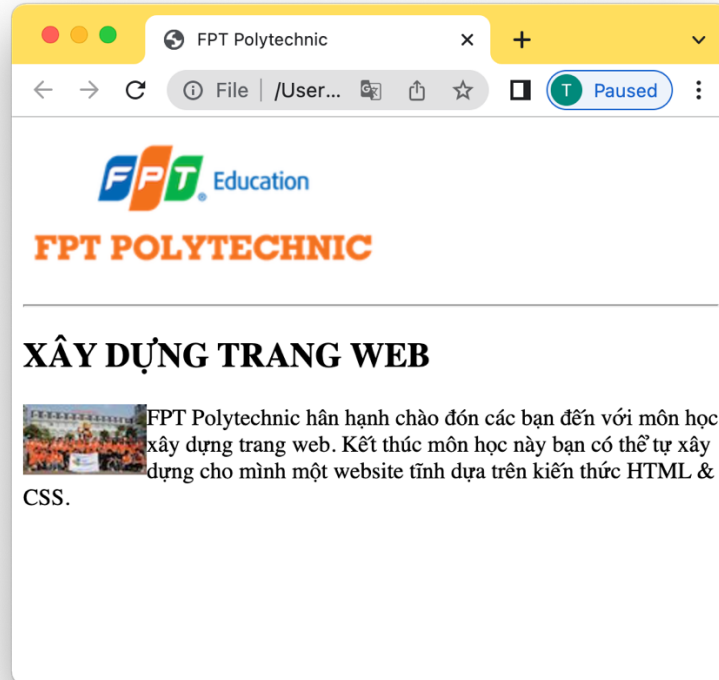 FPT Polytechnic
File
/User...
T
Paused
FPT Education
FPT POLYTECHNIC
XÂY DỰNG TRANG WEB
FPT Polytechnic hân hạnh chào đón các bạn đến với môn học
xây dựng trang web. Kết thúc môn học này bạn có thể tự xây
dựng cho mình một website tĩnh dựa trên kiến thức HTML &
CSS.